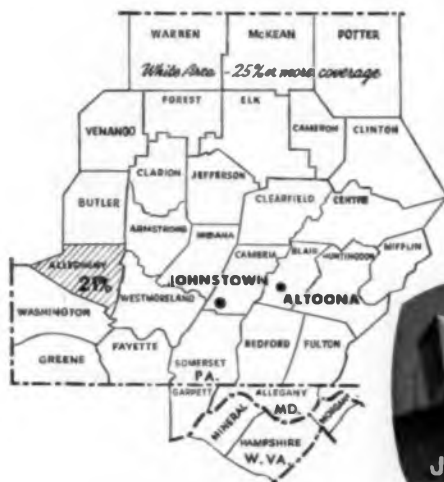 WARREN McKEAN POTTER
White Area - 25% or more coverage
FOREST ELK
VENANGO CAMERON CLINTON
CLARION JEFFERSON
BUTLER CLEARFIELD CENTRE
ARMSTRONG INDIANA
CAMBRIA BLAIR HUNTINGDON MIFFLIN
ALLEGHENY
21%
JOHNSTOWN
WESTMORELAND ALTOONA
WASHINGTON
GREENE FAYETTE
SOMERSET BEDFORD FULTON
PA.
GARRETT ALLEGANY
MD.
MINERAL MORGAN
HAMPSHIRE
W. VA.
J